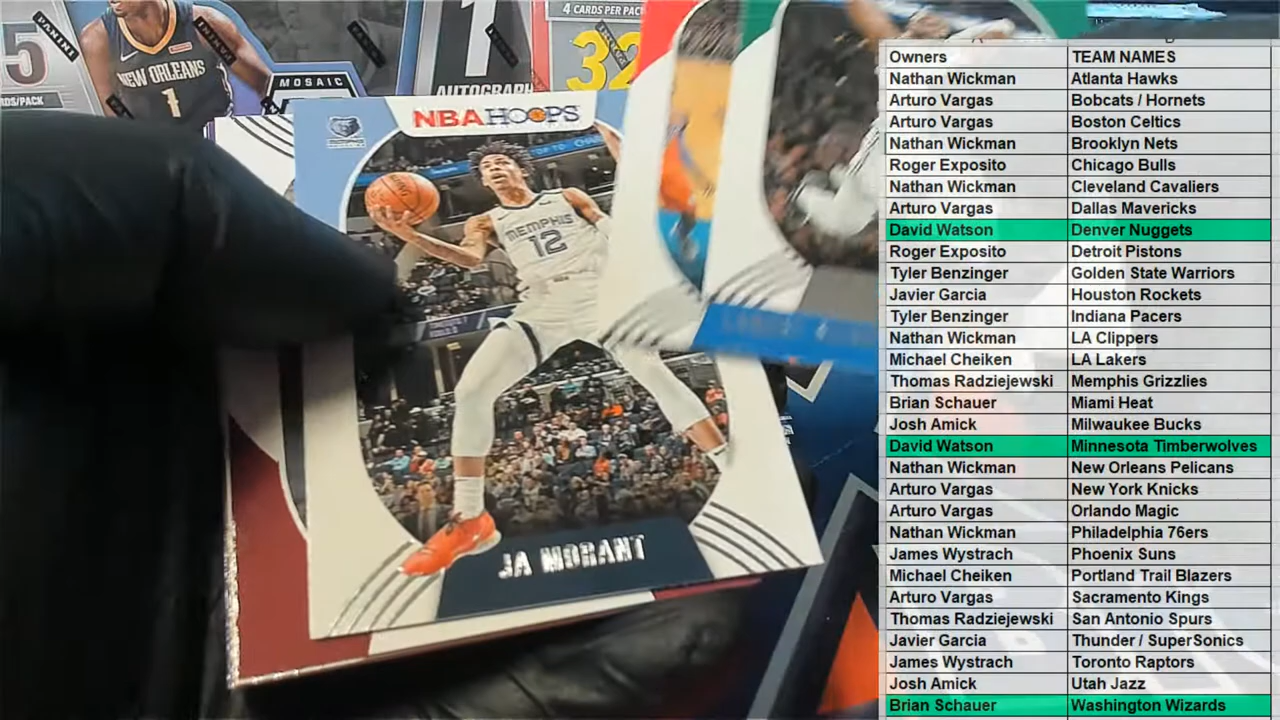 5
RDS/PACK
PANINI
NEW ORLEANS
1
MOSAIC
1
AUTOGRAPH
4 CARDS PER PACK
32
NBA HOOPS
MEMPHIS
12
JA MORANT
Owners TEAM NAMES
Nathan Wickman Atlanta Hawks
Arturo Vargas Bobcats / Hornets
Arturo Vargas Boston Celtics
Nathan Wickman Brooklyn Nets
Roger Exposito Chicago Bulls
Nathan Wickman Cleveland Cavaliers
Arturo Vargas Dallas Mavericks
David Watson Denver Nuggets
Roger Exposito Detroit Pistons
Tyler Benzinger Golden State Warriors
Javier Garcia Houston Rockets
Tyler Benzinger Indiana Pacers
Nathan Wickman LA Clippers
Michael Cheiken LA Lakers
Thomas Radziejewski Memphis Grizzlies
Brian Schauer Miami Heat
Josh Amick Milwaukee Bucks
David Watson Minnesota Timberwolves
Nathan Wickman New Orleans Pelicans
Arturo Vargas New York Knicks
Arturo Vargas Orlando Magic
Nathan Wickman Philadelphia 76ers
James Wystrach Phoenix Suns
Michael Cheiken Portland Trail Blazers
Arturo Vargas Sacramento Kings
Thomas Radziejewski San Antonio Spurs
Javier Garcia Thunder / SuperSonics
James Wystrach Toronto Raptors
Josh Amick Utah Jazz
Brian Schauer Washington Wizards